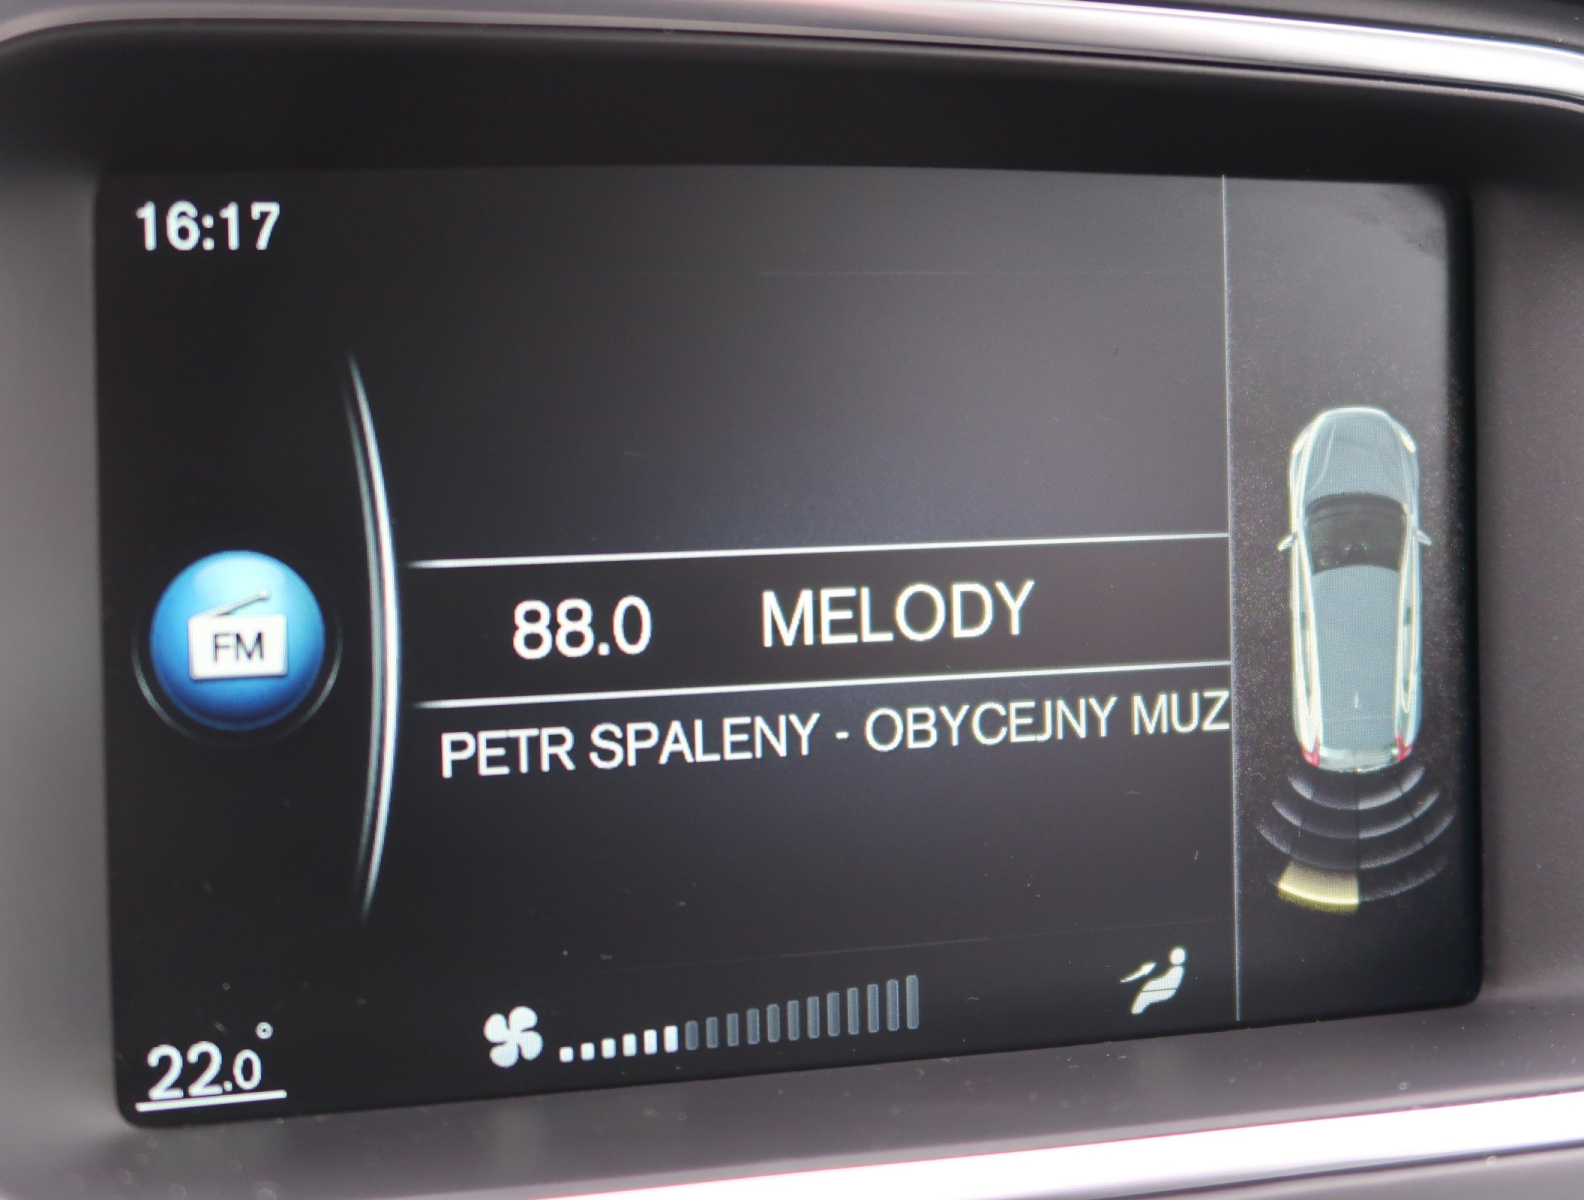 16:17
FM
88.0 MELODY
PETR SPALENY - OBYCEJNY MUZ
22.0°